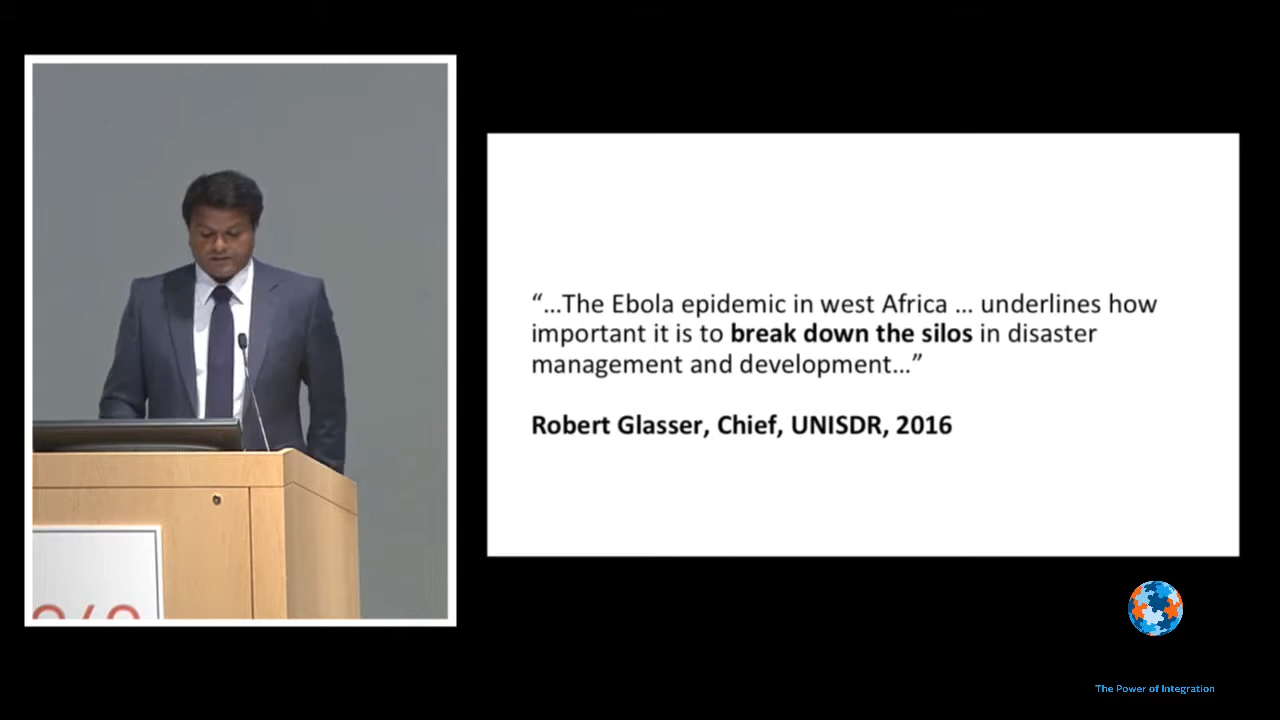 “...The Ebola epidemic in west Africa ... underlines how
important it is to break down the silos in disaster
management and development...”
Robert Glasser, Chief, UNISDR, 2016
The Power of Integration